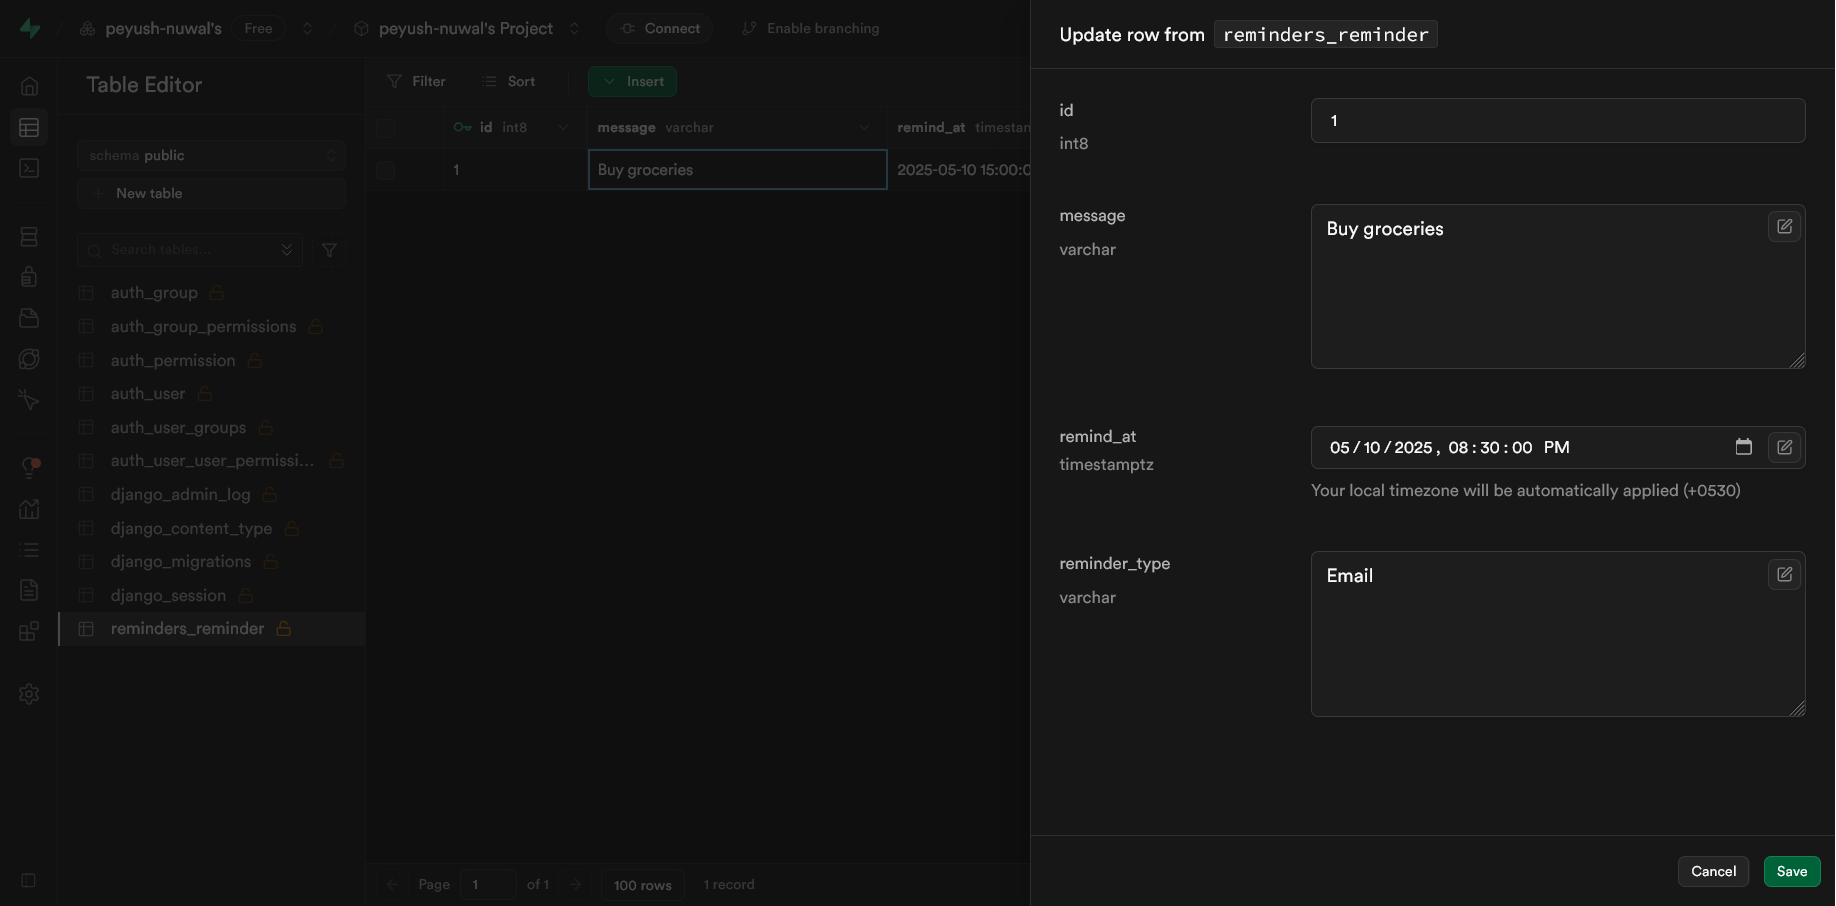 peyush-nuwal's Free peyush-nuwal's Project Connect Enable branching
Table Editor
schema public
New table
Search tables...
auth_group
auth_group_permissions
auth_permission
auth_user
auth_user_groups
auth_user_user_permissi...
django_admin_log
django_content_type
django_migrations
django_session
reminders_reminder
Filter Sort Insert
id int8 message varchar remind_at timestan
1 Buy groceries 2025-05-10 15:00:0
Page 1 of 1 100 rows 1 record
Update row from reminders_reminder
id
int8
1
message
varchar
Buy groceries
remind_at
timestamptz
05/10/2025, 08:30:00 PM
Your local timezone will be automatically applied (+0530)
reminder_type
varchar
Email
Cancel Save